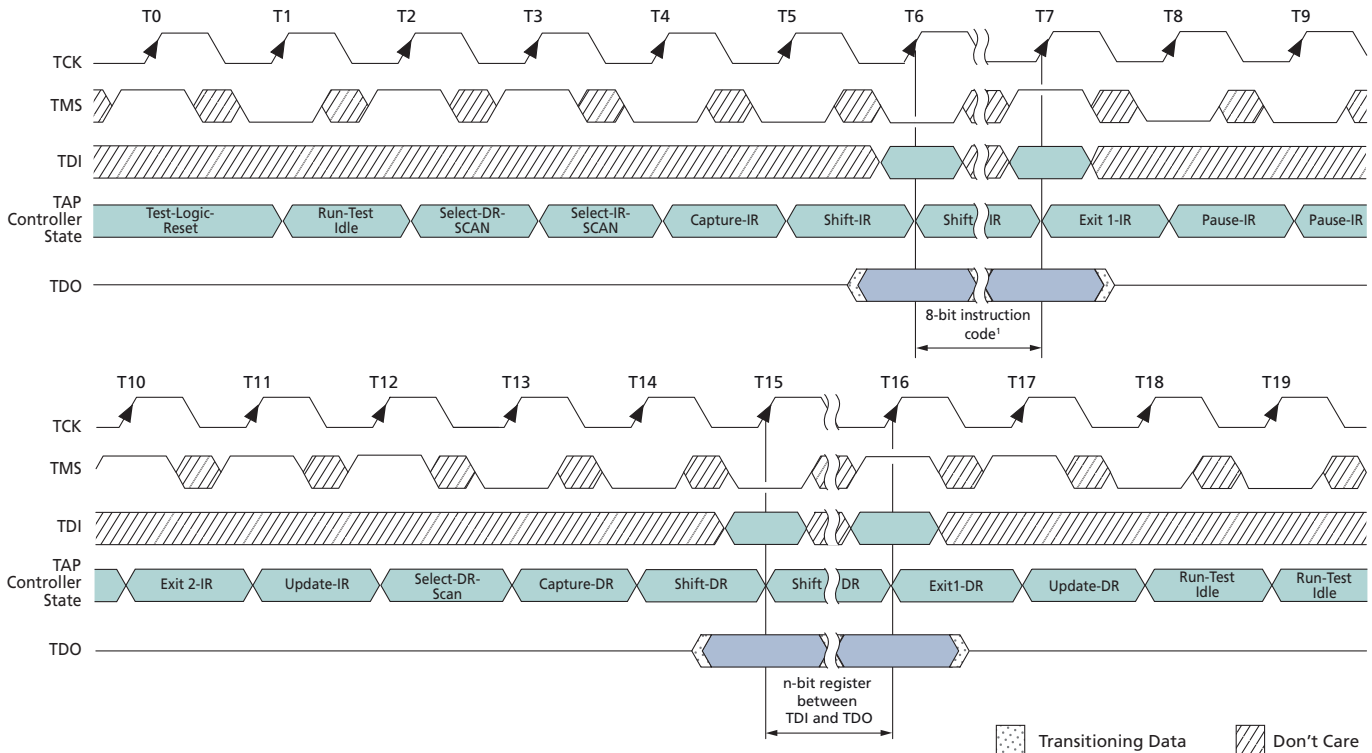 T0 T1 T2 T3 T4 T5 T6 T7 T8 T9
TCK
TMS
TDI
TAP
Controller
State
Test-Logic-
Reset
Run-Test
Idle
Select-DR-
SCAN
Select-IR-
SCAN
Capture-IR
Shift-IR
Shift IR
Exit 1-IR
Pause-IR
Pause-IR
TDO
8-bit instruction
code¹
T10 T11 T12 T13 T14 T15 T16 T17 T18 T19
TCK
TMS
TDI
TAP
Controller
State
Exit 2-IR
Update-IR
Select-DR-
Scan
Capture-DR
Shift-DR
Shift DR
Exit1-DR
Update-DR
Run-Test
Idle
Run-Test
Idle
TDO
n-bit register
between
TDI and TDO
Transitioning Data
Don't Care